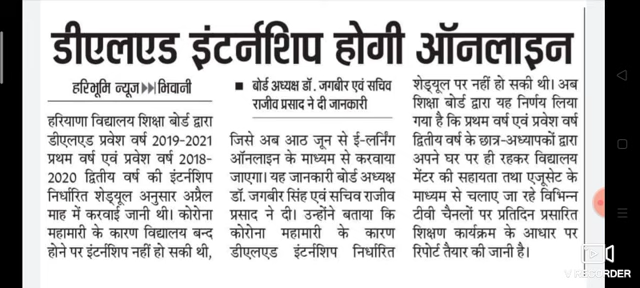 डीएलएड इंटर्नशिप होगी ऑनलाइन
हरिभूमि न्यूज ▶▶ भिवानी
हरियाणा विद्यालय शिक्षा बोर्ड द्वारा
डीएलएड प्रवेश वर्ष 2019-2021
प्रथम वर्ष एवं प्रवेश वर्ष 2018-
2020 द्वितीय वर्ष की इंटर्नशिप
निर्धारित शेड्यूल अनुसार अप्रैल
माह में करवाई जानी थी। कोरोना
महामारी के कारण विद्यालय बन्द
होने पर इंटर्नशिप नहीं हो सकी थी,
■ बोर्ड अध्यक्ष डॉ. जगबीर एवं सचिव
राजीव प्रसाद ने दी जानकारी
जिसे अब आठ जून से ई-लर्निंग
ऑनलाइन के माध्यम से करवाया
जाएगा। यह जानकारी बोर्ड अध्यक्ष
डॉ. जगबीर सिंह एवं सचिव राजीव
प्रसाद ने दी। उन्होंने बताया कि
कोरोना महामारी के कारण
डीएलएड इंटर्नशिप निर्धारित
शेड्यूल पर नहीं हो सकी थी। अब
शिक्षा बोर्ड द्वारा यह निर्णय लिया
गया है कि प्रथम वर्ष एवं प्रवेश वर्ष
द्वितीय वर्ष के छात्र-अध्यापकों द्वारा
अपने घर पर ही रहकर विद्यालय
मेंटर की सहायता तथा एजूसेट के
माध्यम से चलाए जा रहे विभिन्न
टीवी चैनलों पर प्रतिदिन प्रसारित
शिक्षण कार्यक्रम के आधार पर
रिपोर्ट तैयार की जानी है।
V RECORDER